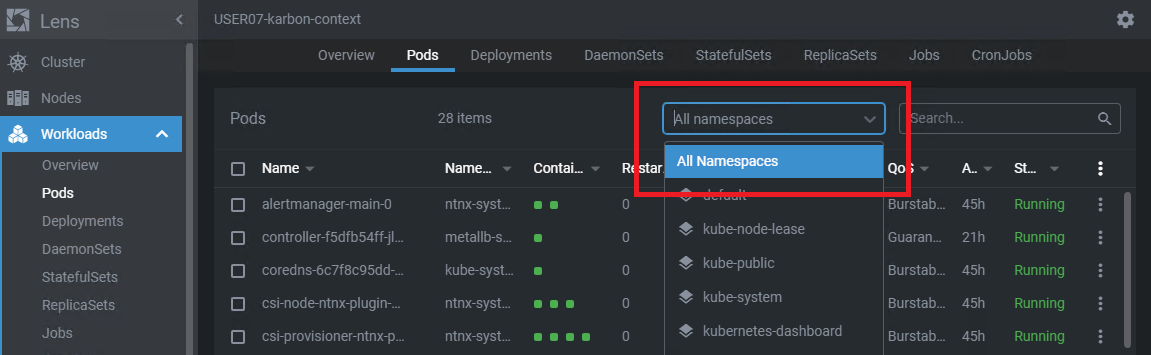 Lens
USER07-karbon-context
Cluster
Nodes
Workloads
Overview
Pods
Deployments
DaemonSets
StatefulSets
ReplicaSets
Jobs
Overview Pods Deployments DaemonSets StatefulSets ReplicaSets Jobs CronJobs
Pods 28 items All namespaces Search...
All Namespaces
default
kube-node-lease
kube-public
kube-system
kubernetes-dashboard
Name Name... Contai... Restar QoS A.. St...
alertmanager-main-0 ntnx-syst... 0 Burstab... 45h Running
controller-f5dfb54ff-jl... metallb-s... 0 Guaran... 21h Running
coredns-6c7f8c95dd-... kube-syst... 0 Burstab... 45h Running
csi-node-ntnx-plugin-... ntnx-syst... 0 Burstab... 45h Running
csi-provisioner-ntnx-p... ntnx-syst... 0 Burstab... 45h Running